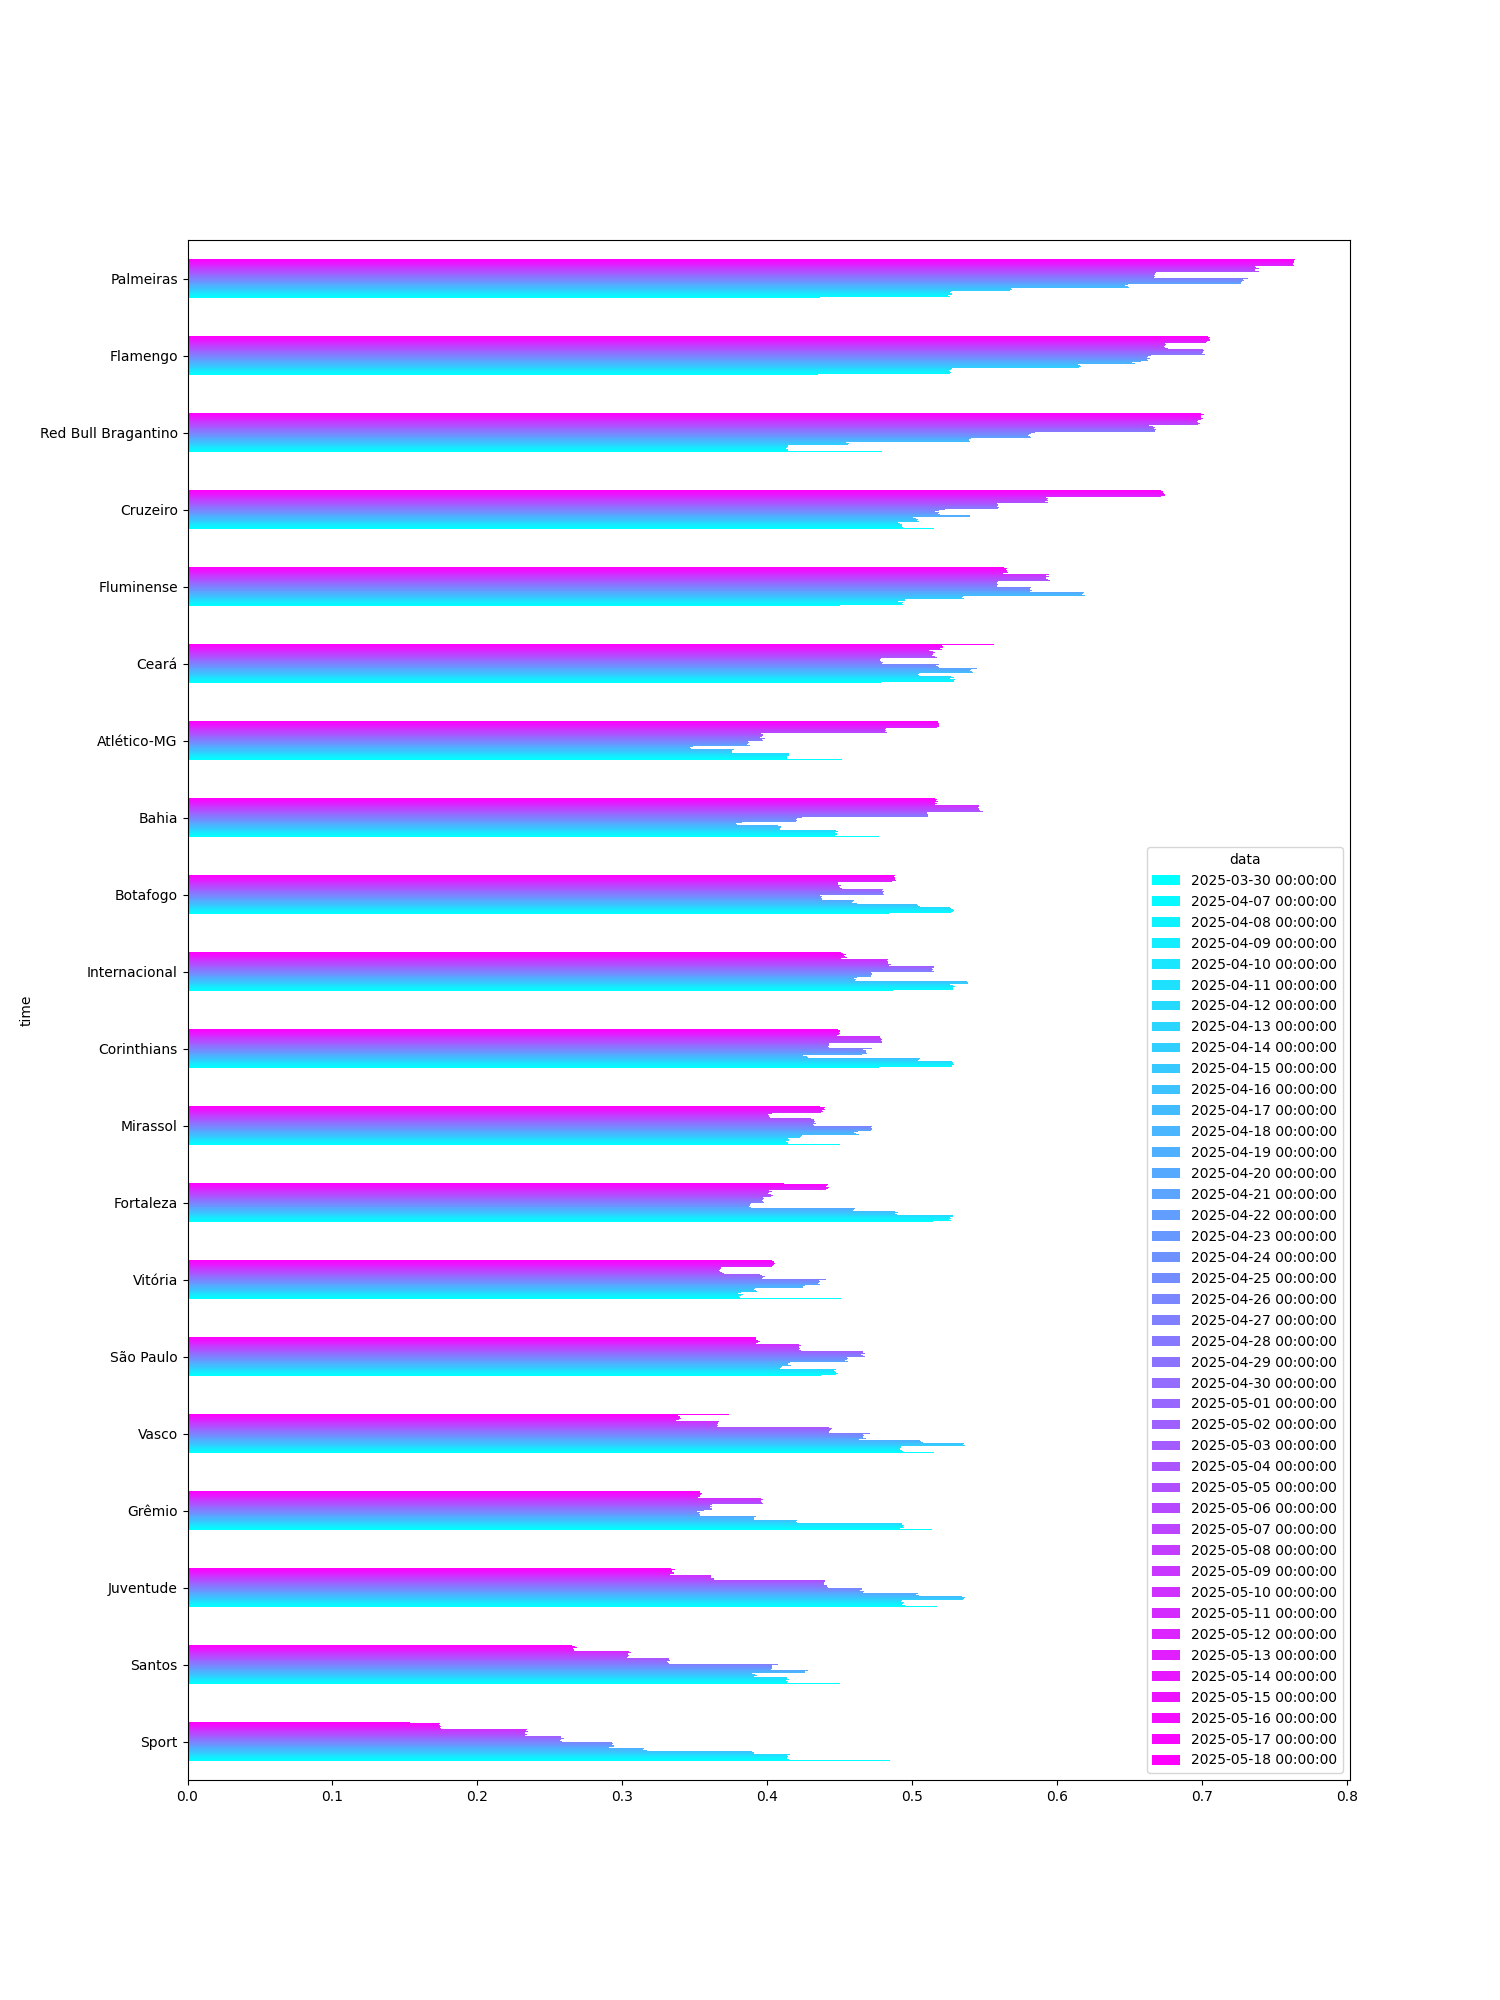 Palmeiras
Flamengo
Red Bull Bragantino
Cruzeiro
Fluminense
Ceará
Atlético-MG
Bahia
Botafogo
Internacional
Corinthians
Mirassol
Fortaleza
Vitória
São Paulo
Vasco
Grêmio
Juventude
Santos
Sport
time
0.0 0.1 0.2 0.3 0.4 0.5 0.6 0.7 0.8
data
2025-03-30 00:00:00
2025-04-07 00:00:00
2025-04-08 00:00:00
2025-04-09 00:00:00
2025-04-10 00:00:00
2025-04-11 00:00:00
2025-04-12 00:00:00
2025-04-13 00:00:00
2025-04-14 00:00:00
2025-04-15 00:00:00
2025-04-16 00:00:00
2025-04-17 00:00:00
2025-04-18 00:00:00
2025-04-19 00:00:00
2025-04-20 00:00:00
2025-04-21 00:00:00
2025-04-22 00:00:00
2025-04-23 00:00:00
2025-04-24 00:00:00
2025-04-25 00:00:00
2025-04-26 00:00:00
2025-04-27 00:00:00
2025-04-28 00:00:00
2025-04-29 00:00:00
2025-04-30 00:00:00
2025-05-01 00:00:00
2025-05-02 00:00:00
2025-05-03 00:00:00
2025-05-04 00:00:00
2025-05-05 00:00:00
2025-05-06 00:00:00
2025-05-07 00:00:00
2025-05-08 00:00:00
2025-05-09 00:00:00
2025-05-10 00:00:00
2025-05-11 00:00:00
2025-05-12 00:00:00
2025-05-13 00:00:00
2025-05-14 00:00:00
2025-05-15 00:00:00
2025-05-16 00:00:00
2025-05-17 00:00:00
2025-05-18 00:00:00